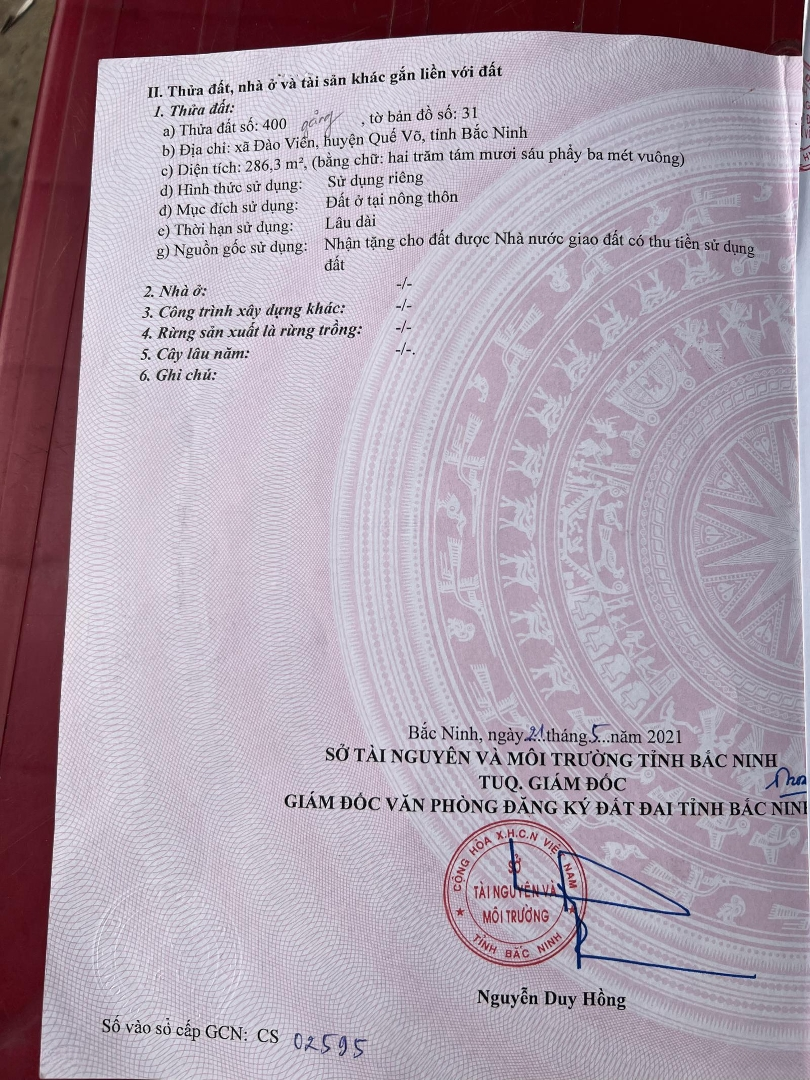 II. Thửa đất, nhà ở và tài sản khác gắn liền với đất
1. Thửa đất:
a) Thửa đất số: 400 , tờ bản đồ số: 31
b) Địa chỉ: xã Đào Viên, huyện Quế Võ, tỉnh Bắc Ninh
c) Diện tích: 286,3 m², (bằng chữ: hai trăm tám mươi sáu phẩy ba mét vuông)
d) Hình thức sử dụng: Sử dụng riêng
đ) Mục đích sử dụng: Đất ở tại nông thôn
e) Thời hạn sử dụng: Lâu dài
g) Nguồn gốc sử dụng: Nhận tặng cho đất được Nhà nước giao đất có thu tiền sử dụng
đất
2. Nhà ở: -/-
3. Công trình xây dựng khác: -/-
4. Rừng sản xuất là rừng trồng: -/-
5. Cây lâu năm: -/-.
6. Ghi chú:
Bắc Ninh, ngày 21 tháng 5 năm 2021
SỞ TÀI NGUYÊN VÀ MÔI TRƯỜNG TỈNH BẮC NINH
TUQ. GIÁM ĐỐC
GIÁM ĐỐC VĂN PHÒNG ĐĂNG KÝ ĐẤT ĐAI TỈNH BẮC NINH
CỘNG HÒA X.H.C.N VIỆT NAM
SỞ
TÀI NGUYÊN VÀ
MÔI TRƯỜNG
TỈNH BẮC NINH
Nguyễn Duy Hồng
Số vào sổ cấp GCN: CS 02595